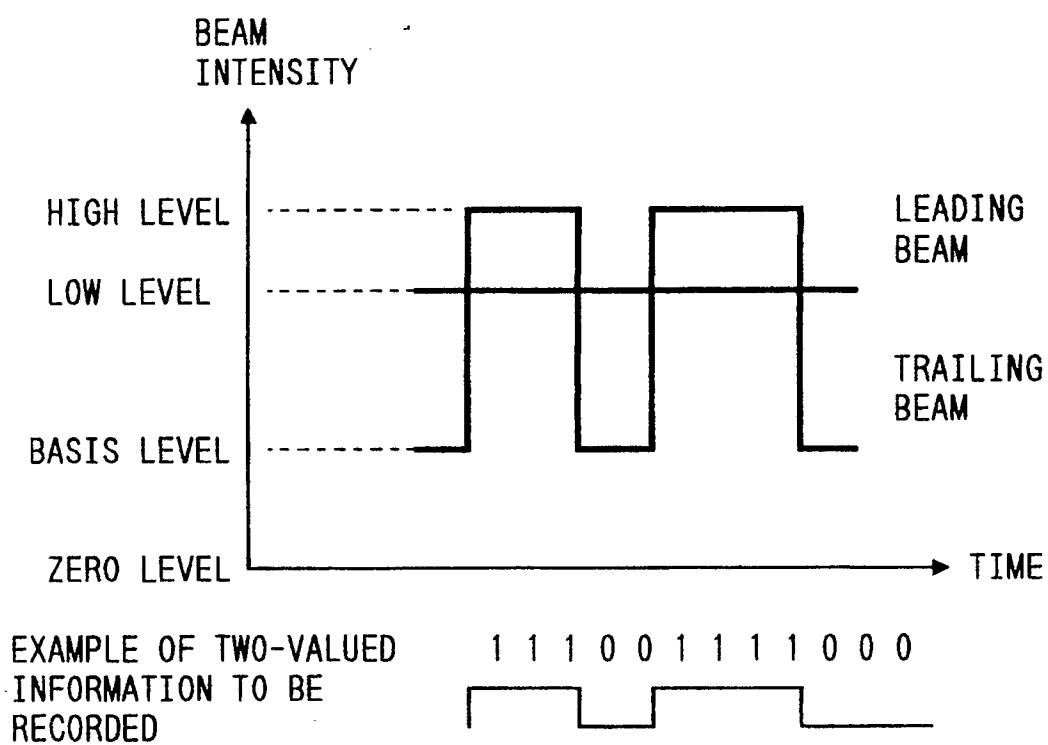 BEAM
INTENSITY
HIGH LEVEL
LEADING
BEAM
LOW LEVEL
TRAILING
BEAM
BASIS LEVEL
ZERO LEVEL
TIME
EXAMPLE OF TWO-VALUED
INFORMATION TO BE
RECORDED
1 1 1 0 0 1 1 1 1 0 0 0